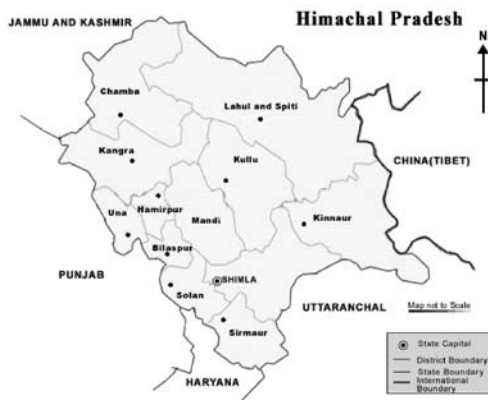 Himachal Pradesh
JAMMU AND KASHMIR
N
Chamba
Lahul and Spiti
Kangra
Kullu
CHINA(TIBET)
Una
Hamirpur
Mandi
Kinnaur
Bilaspur
PUNJAB
SHIMLA
Solan
UTTARANCHAL
Map not to Scale
Sirmaur
HARYANA
State Capital
District Boundary
State Boundary
International
Boundary